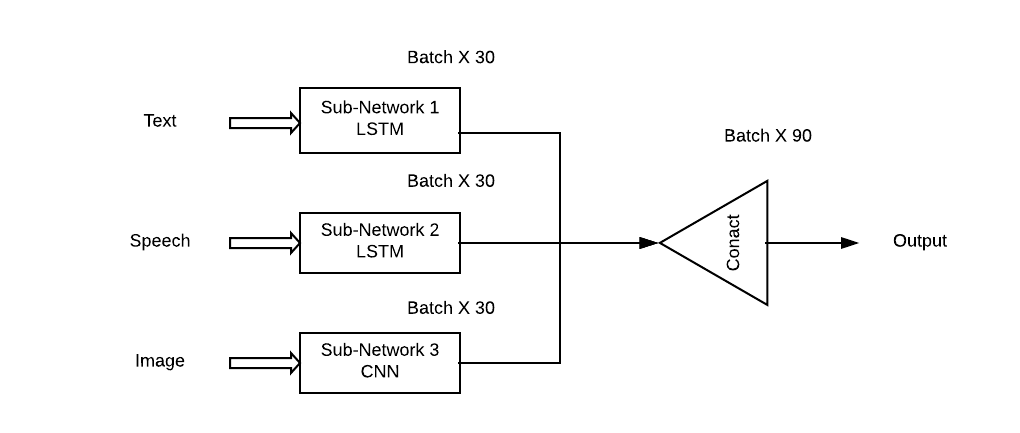 Batch X 30
Text
Sub-Network 1
LSTM
Batch X 90
Batch X 30
Speech
Sub-Network 2
LSTM
Conact
Output
Batch X 30
Image
Sub-Network 3
CNN